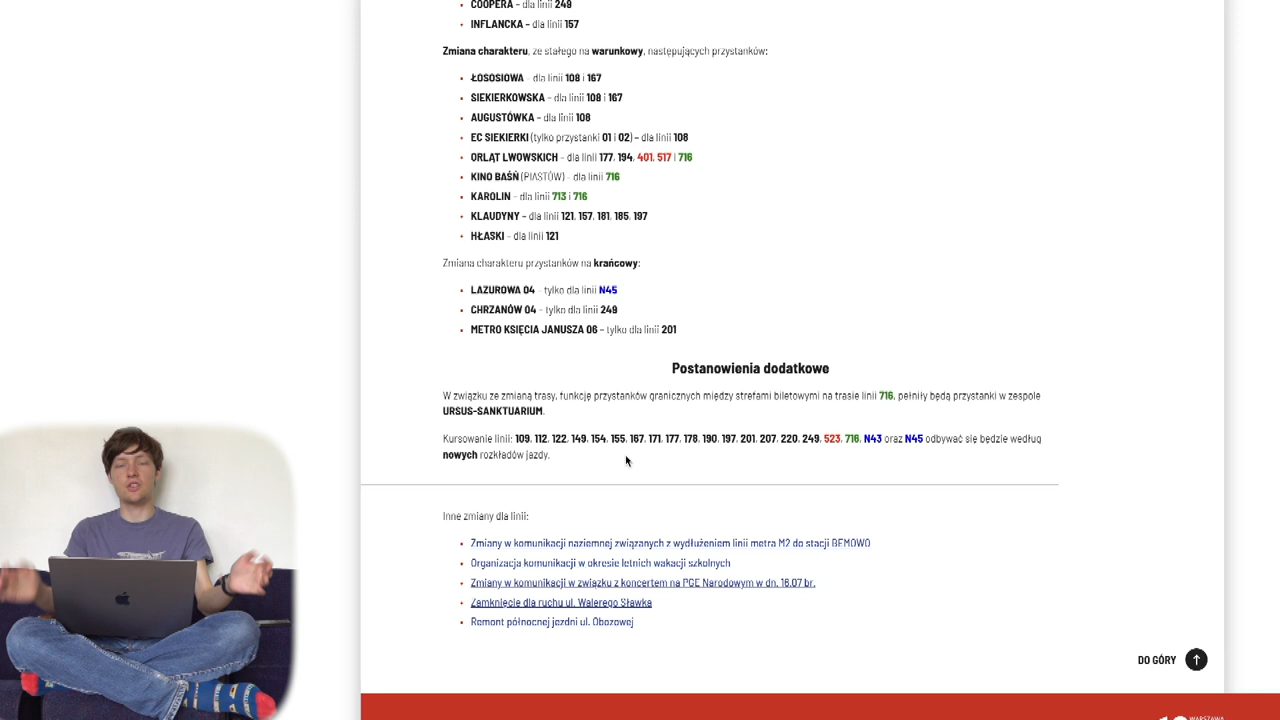 COOPERA – dla linii 249
INFLANCKA – dla linii 157
Zmiana charakteru, ze stałego na warunkowy, następujących przystanków:
ŁOSOSIOWA – dla linii 108 i 167
SIEKIERKOWSKA – dla linii 108 i 167
AUGUSTÓWKA – dla linii 108
EC SIEKIERKI (tylko przystanki 01 i 02) – dla linii 108
ORLĄT LWOWSKICH – dla linii 177, 194, 401, 517 i 716
KINO BAŚŃ (PIASTÓW) – dla linii 716
KAROLIN – dla linii 713 i 716
KLAUDYNY – dla linii 121, 157, 181, 185, 197
HŁASKI – dla linii 121
Zmiana charakteru przystanków na krańcowy:
LAZUROWA 04 – tylko dla linii N45
CHRZANÓW 04 – tylko dla linii 249
METRO KSIĘCIA JANUSZA 06 – tylko dla linii 201
Postanowienia dodatkowe
W związku ze zmianą trasy, funkcję przystanków granicznych między strefami biletowymi na trasie linii 716, pełniły będą przystanki w zespole
URSUS-SANKTUARIUM.
Kursowanie linii: 109, 112, 122, 149, 154, 155, 167, 171, 177, 178, 190, 197, 201, 207, 220, 249, 523, 716, N43 oraz N45 odbywać się będzie według
nowych rozkładów jazdy.
Inne zmiany dla linii:
Zmiany w komunikacji naziemnej związanych z wydłużeniem linii metra M2 do stacji BEMOWO
Organizacja komunikacji w okresie letnich wakacji szkolnych
Zmiany w komunikacji w związku z koncertem na PGE Narodowym w dn. 16.07 br.
Zamknięcie dla ruchu ul. Walerego Sławka
Remont północnej jezdni ul. Obozowej
DO GÓRY
WARSZAWA